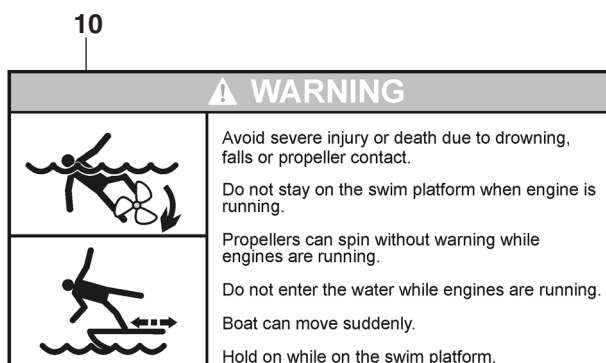 10
WARNING
Avoid severe injury or death due to drowning,
falls or propeller contact.
Do not stay on the swim platform when engine is
running.
Propellers can spin without warning while
engines are running.
Do not enter the water while engines are running.
Boat can move suddenly.
Hold on while on the swim platform.